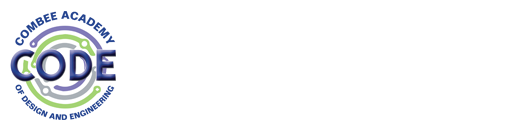 COMBEE ACADEMY
CODE
OF DESIGN AND ENGINEERING